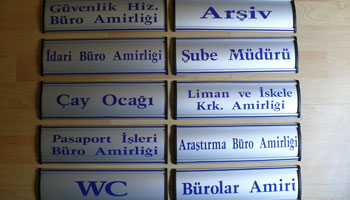 Güvenlik Hiz.
Büro Amirliği
Arşiv
İdari Büro Amirliği
Şube Müdürü
Çay Ocağı
Liman ve İskele
Krk. Amirliği
Pasaport İşleri
Büro Amirliği
Araştırma Büro Amirliği
WC
Bürolar Amiri